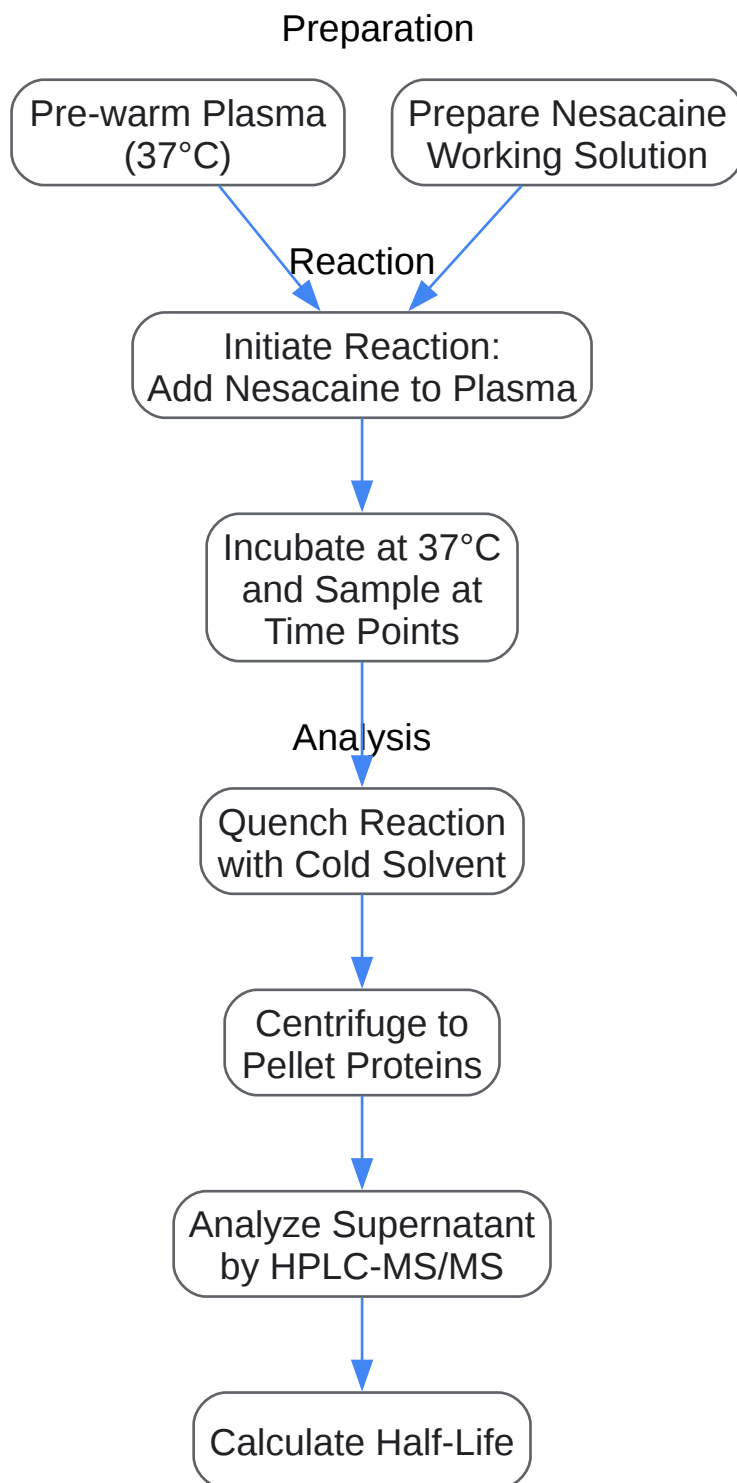 Preparation
Pre-warm Plasma
(37°C)
Prepare Nesacaine
Working Solution
Reaction
Initiate Reaction:
Add Nesacaine to Plasma
Incubate at 37°C
and Sample at
Time Points
Analysis
Quench Reaction
with Cold Solvent
Centrifuge to
Pellet Proteins
Analyze Supernatant
by HPLC-MS/MS
Calculate Half-Life